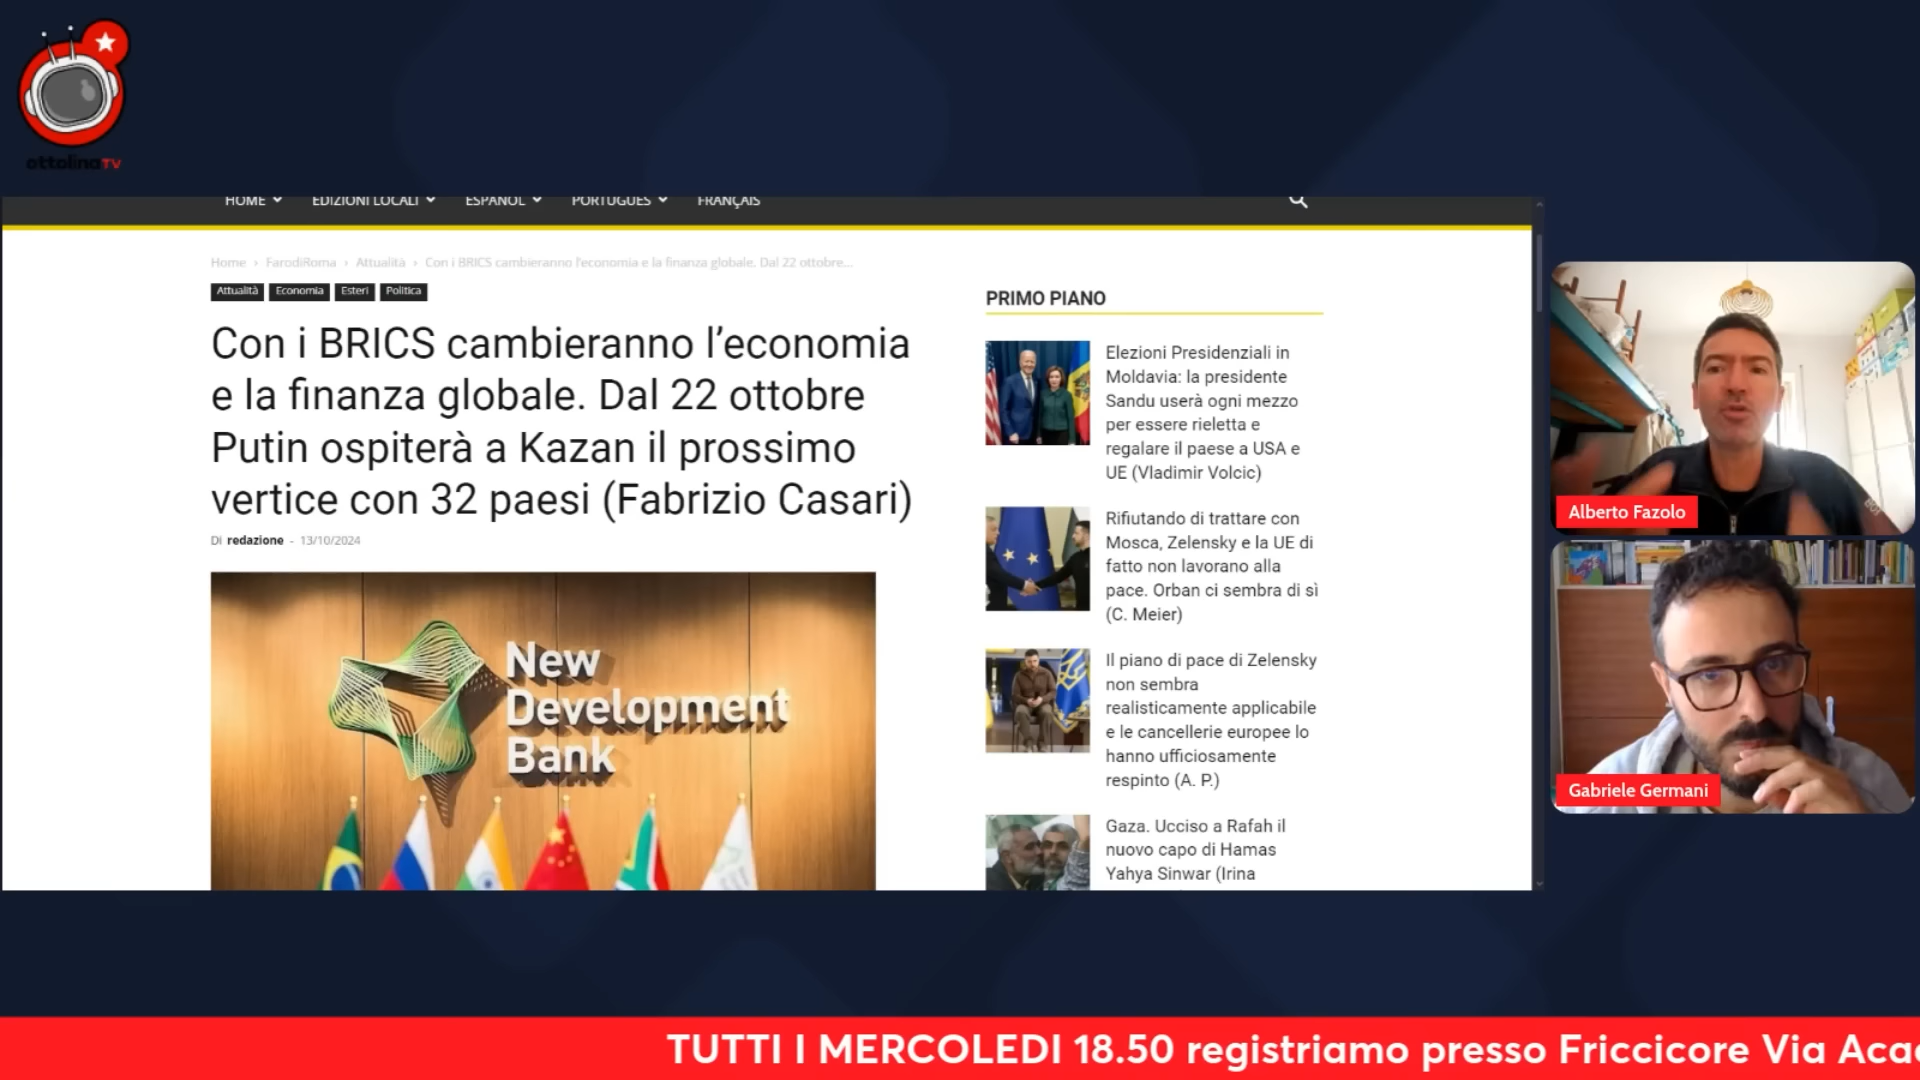 ottolinaTV
HOME EDIZIONI LOCALI ESPAÑOL PORTUGUÊS FRANÇAIS
Home › FarodiRoma › Attualità › Con i BRICS cambieranno l'economia e la finanza globale. Dal 22 ottobre...
Attualità Economia Esteri Politica
Con i BRICS cambieranno l’economia
e la finanza globale. Dal 22 ottobre
Putin ospiterà a Kazan il prossimo
vertice con 32 paesi (Fabrizio Casari)
Di redazione - 13/10/2024
New
Development
Bank
PRIMO PIANO
Elezioni Presidenziali in
Moldavia: la presidente
Sandu userà ogni mezzo
per essere rieletta e
regalare il paese a USA e
UE (Vladimir Volcic)
Rifiutando di trattare con
Mosca, Zelensky e la UE di
fatto non lavorano alla
pace. Orban ci sembra di sì
(C. Meier)
Il piano di pace di Zelensky
non sembra
realisticamente applicabile
e le cancellerie europee lo
hanno ufficiosamente
respinto (A. P.)
Gaza. Ucciso a Rafah il
nuovo capo di Hamas
Yahya Sinwar (Irina
Alberto Fazolo
Gabriele Germani
TUTTI I MERCOLEDI 18.50 registriamo presso Friccicore Via Aca